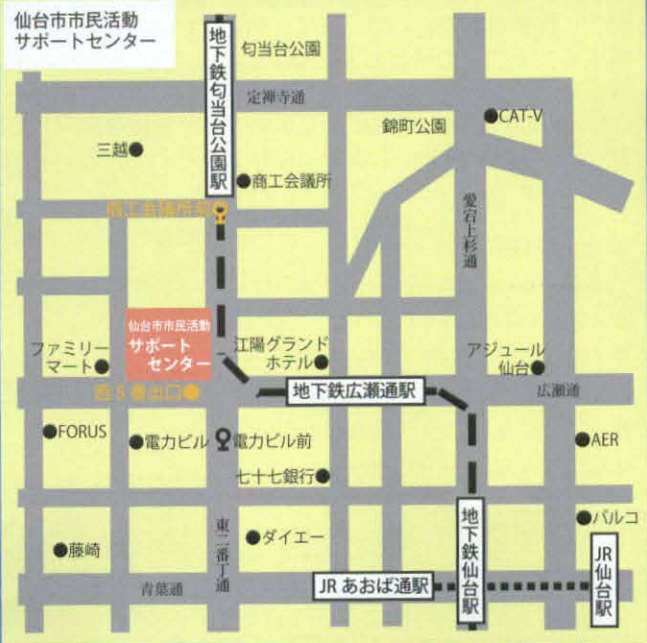 仙台市市民活動
サポートセンター
地下鉄勾当台公園駅
勾当台公園
定禅寺通
錦町公園
CAT-V
三越
商工会議所
商工会議所前
愛宕上杉通
仙台市市民活動
サポート
センター
ファミリー
マート
江陽グランド
ホテル
アジュール
仙台
広瀬通
西5番出口
地下鉄広瀬通駅
FORUS
電力ビル
電力ビル前
AER
七十七銀行
パルコ
藤崎
東二番丁通
ダイエー
地下鉄仙台駅
JR仙台駅
青葉通
JRあおば通駅